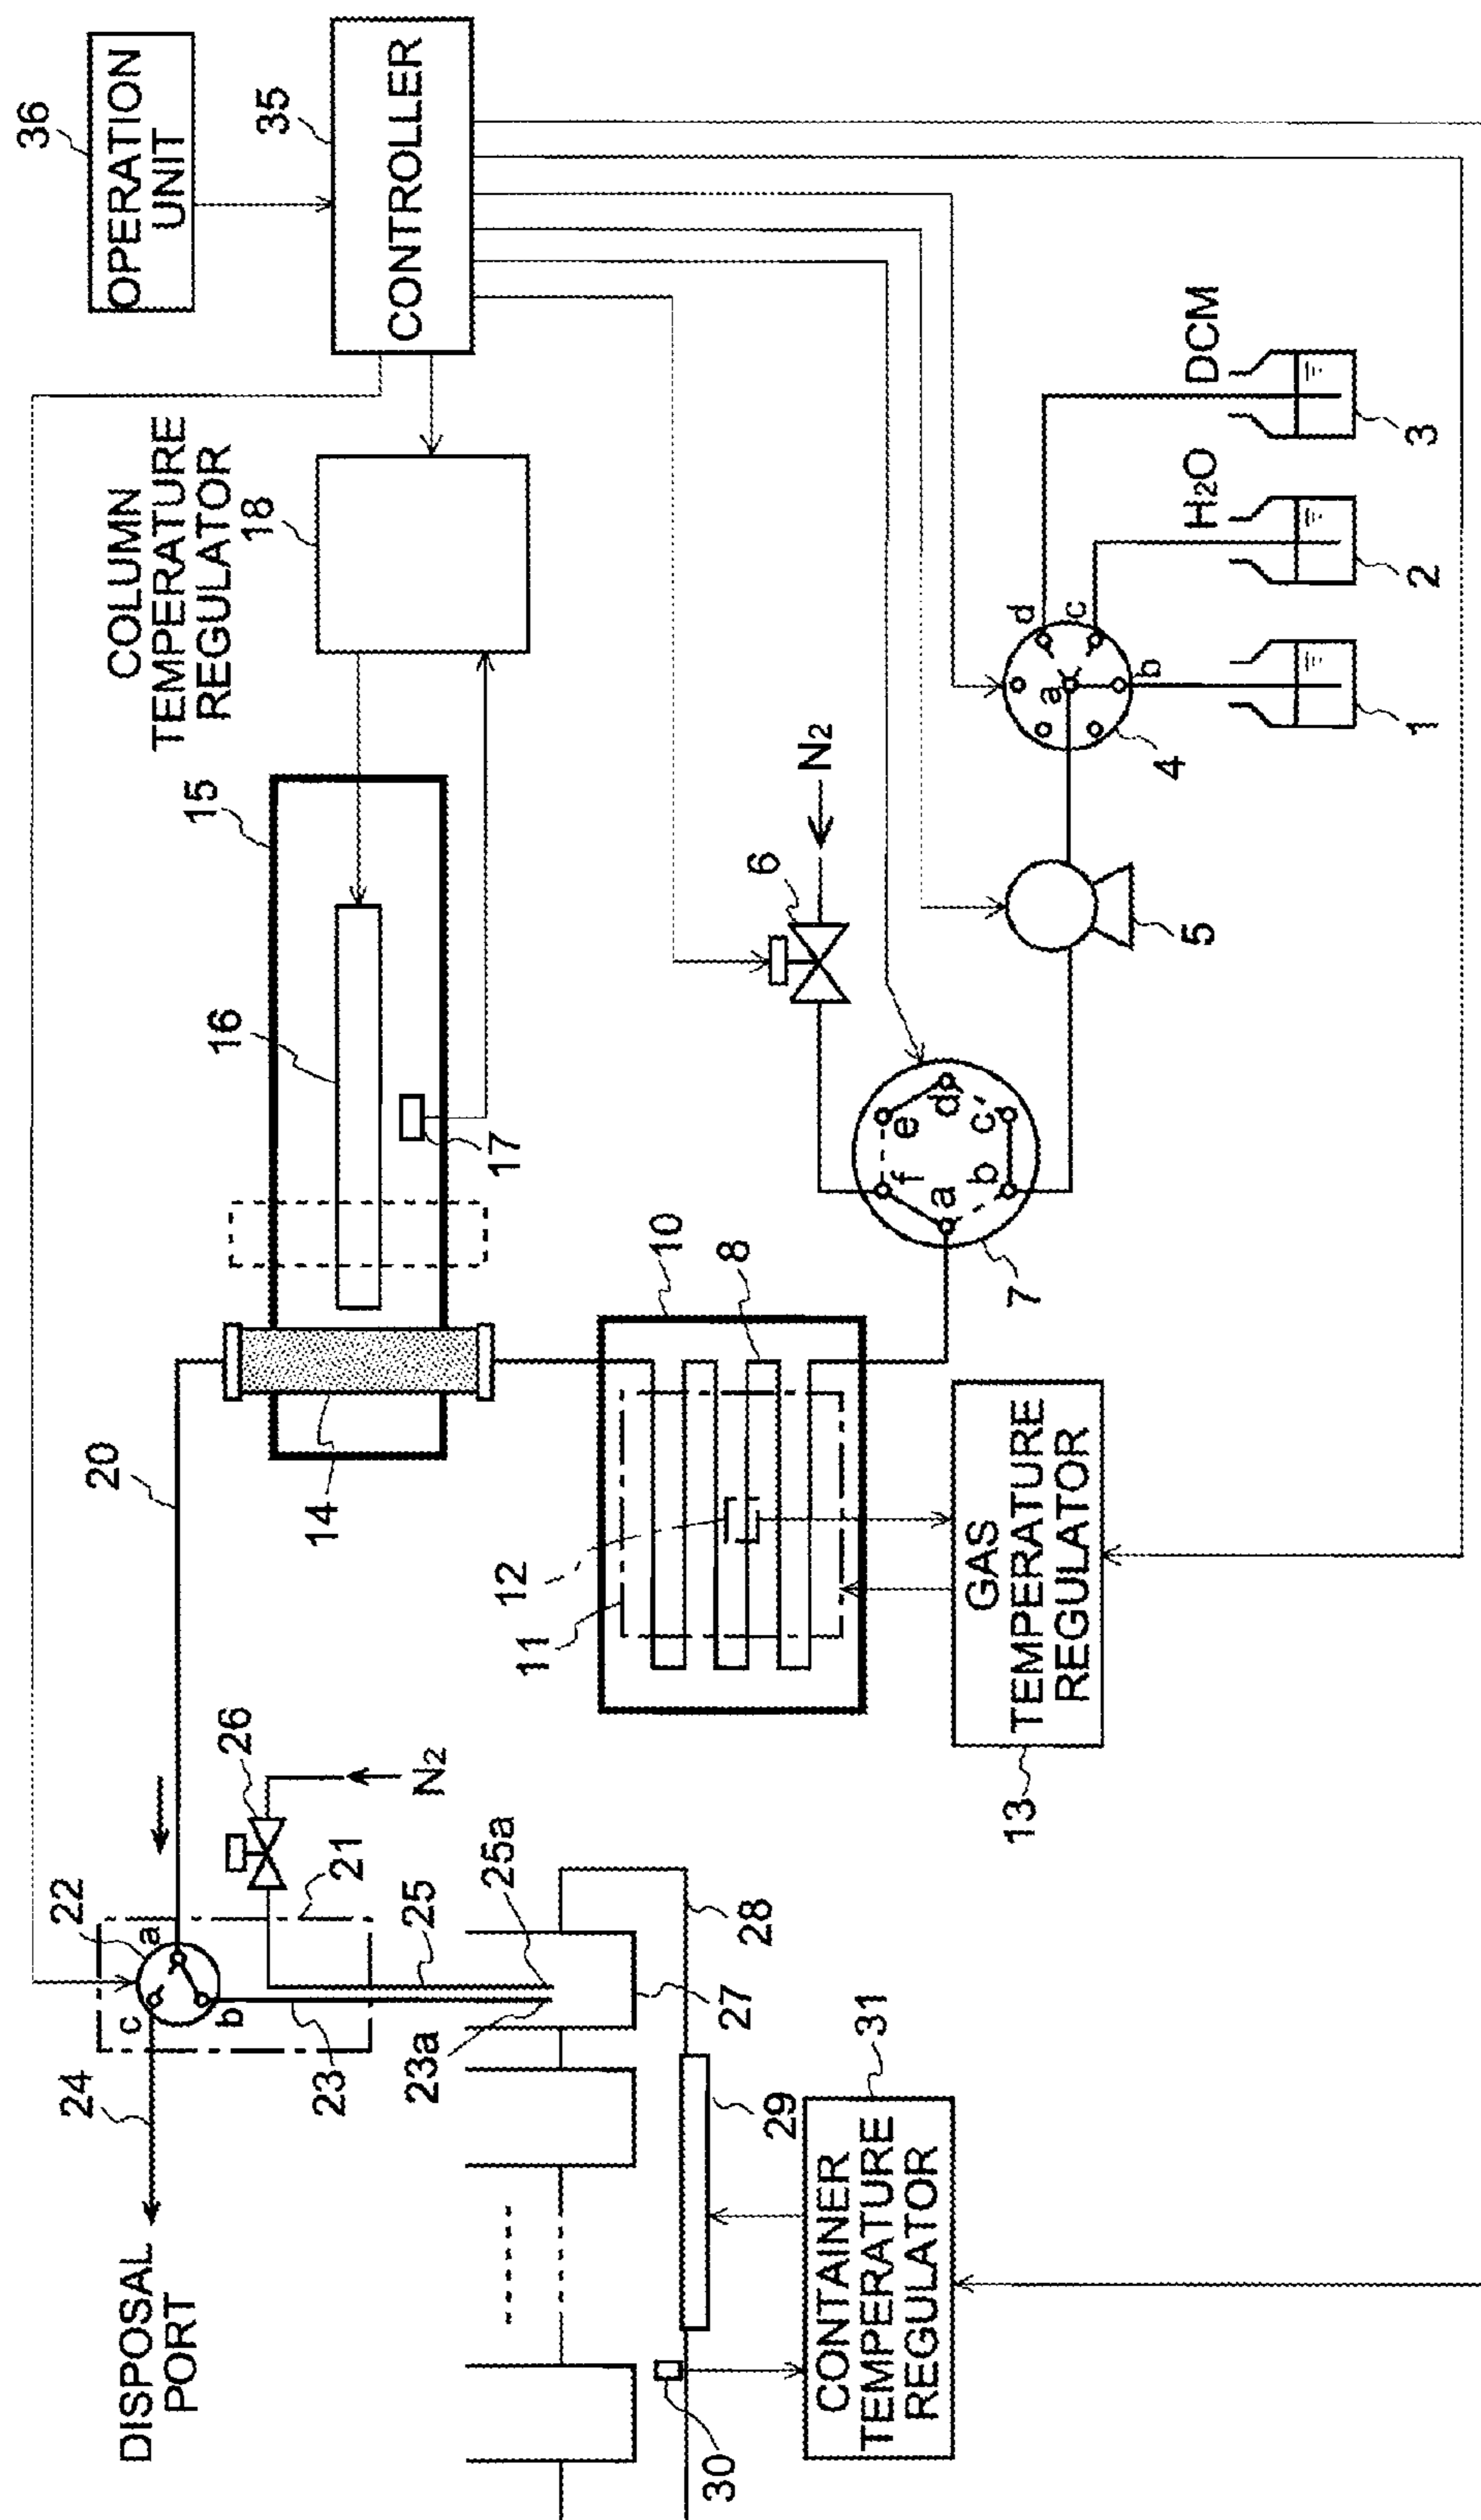 36
OPERATION
UNIT
35
CONTROLLER
COLUMN
TEMPERATURE
REGULATOR
18
15
16
17
14
20
10
8
11
12
GAS
TEMPERATURE
REGULATOR
13
6
N2
7
a
b
c
d
e
f
5
4
a
b
c
d
H2O
DCM
1
2
3
22
a
b
c
21
26
N2
24
DISPOSAL
PORT
23
25
23a
25a
27
28
29
30
31
CONTAINER
TEMPERATURE
REGULATOR